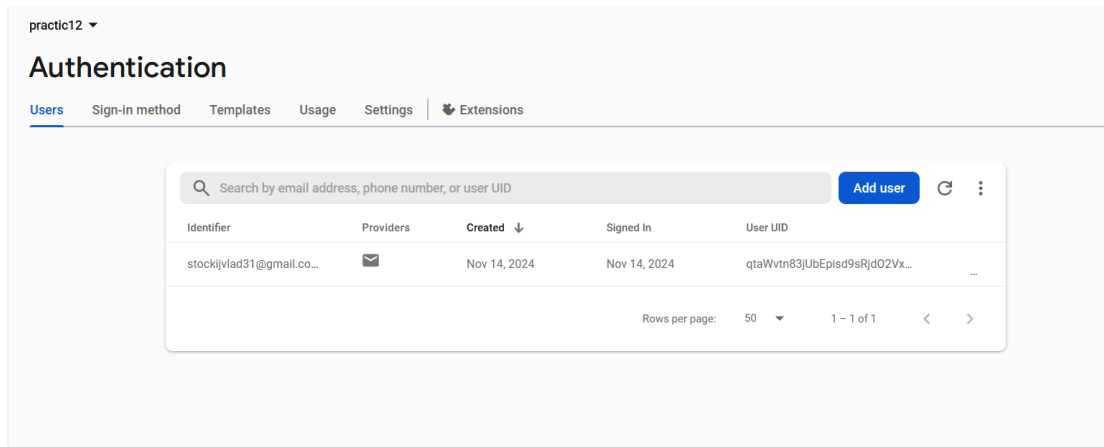 practic12
Authentication
Users Sign-in method Templates Usage Settings Extensions
Search by email address, phone number, or user UID Add user
Identifier Providers Created Signed In User UID
stockijvlad31@gmail.co... Nov 14, 2024 Nov 14, 2024 qtaWvtn83jUbEpisd9sRjdO2Vx...
...
Rows per page: 50 1 – 1 of 1